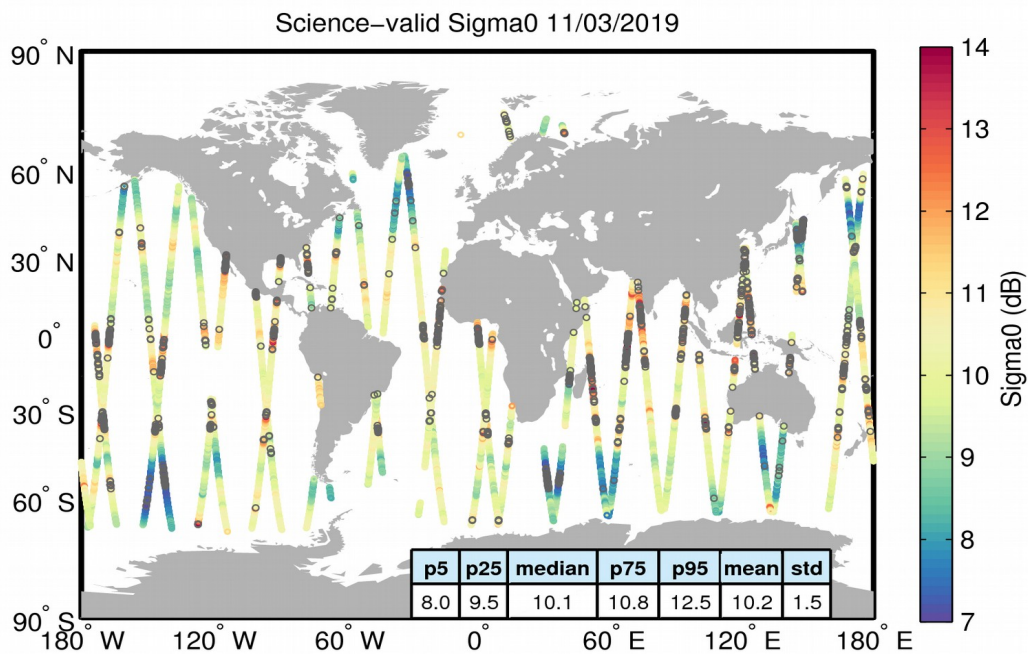 Science−valid Sigma0 11/03/2019
90° N
60° N
30° N
0°
30° S
60° S
90° S
180° W
120° W
60° W
0°
60° E
120° E
180° E
p5 p25 median p75 p95 mean std
8.0 9.5 10.1 10.8 12.5 10.2 1.5
14
13
12
11
10
9
8
7
Sigma0 (dB)